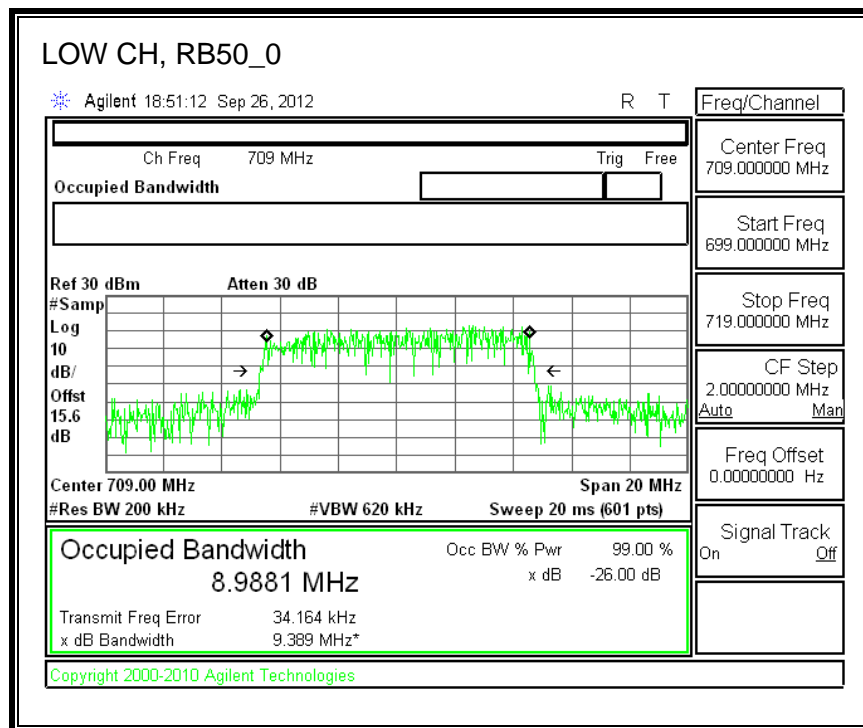 LOW CH, RB50_0
Agilent 18:51:12 Sep 26, 2012 R T
Freq/Channel
Ch Freq 709 MHz Trig Free
Occupied Bandwidth
Center Freq
709.000000 MHz
Start Freq
699.000000 MHz
Stop Freq
719.000000 MHz
CF Step
2.00000000 MHz
Auto Man
Freq Offset
0.00000000 Hz
Signal Track
On Off
Ref 30 dBm Atten 30 dB
#Samp
Log
10
dB/
Offst
15.6
dB
Center 709.00 MHz Span 20 MHz
#Res BW 200 kHz #VBW 620 kHz Sweep 20 ms (601 pts)
Occupied Bandwidth
8.9881 MHz
Occ BW % Pwr 99.00 %
x dB -26.00 dB
Transmit Freq Error 34.164 kHz
x dB Bandwidth 9.389 MHz*
Copyright 2000-2010 Agilent Technologies